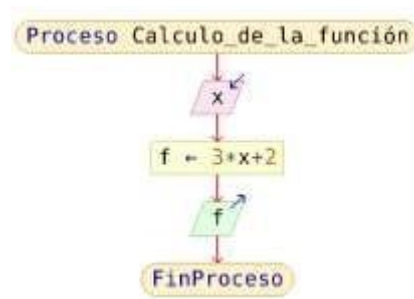 Proceso Calculo_de_la_función
x
f ← 3*x+2
f
FinProceso